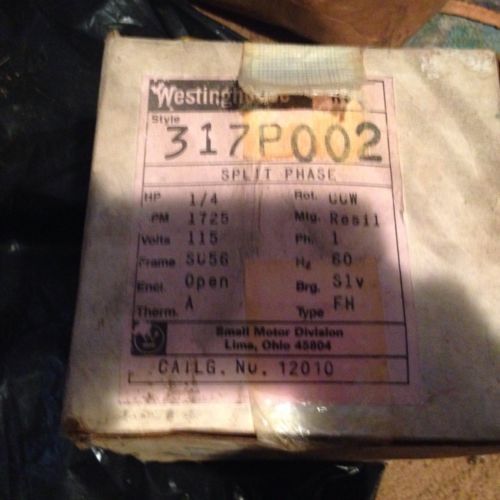 Westinghouse
Style
317P002
SPLIT PHASE
HP 1/4 Rot. CCW
PM 1725 Mtg. Resil
Volts 115 Ph. 1
Frame SU56 Hz 60
Encl. Open Brg. Slv
Therm. A Type FH
Small Motor Division
Lima, Ohio 45804
CATLG. NO. 12010